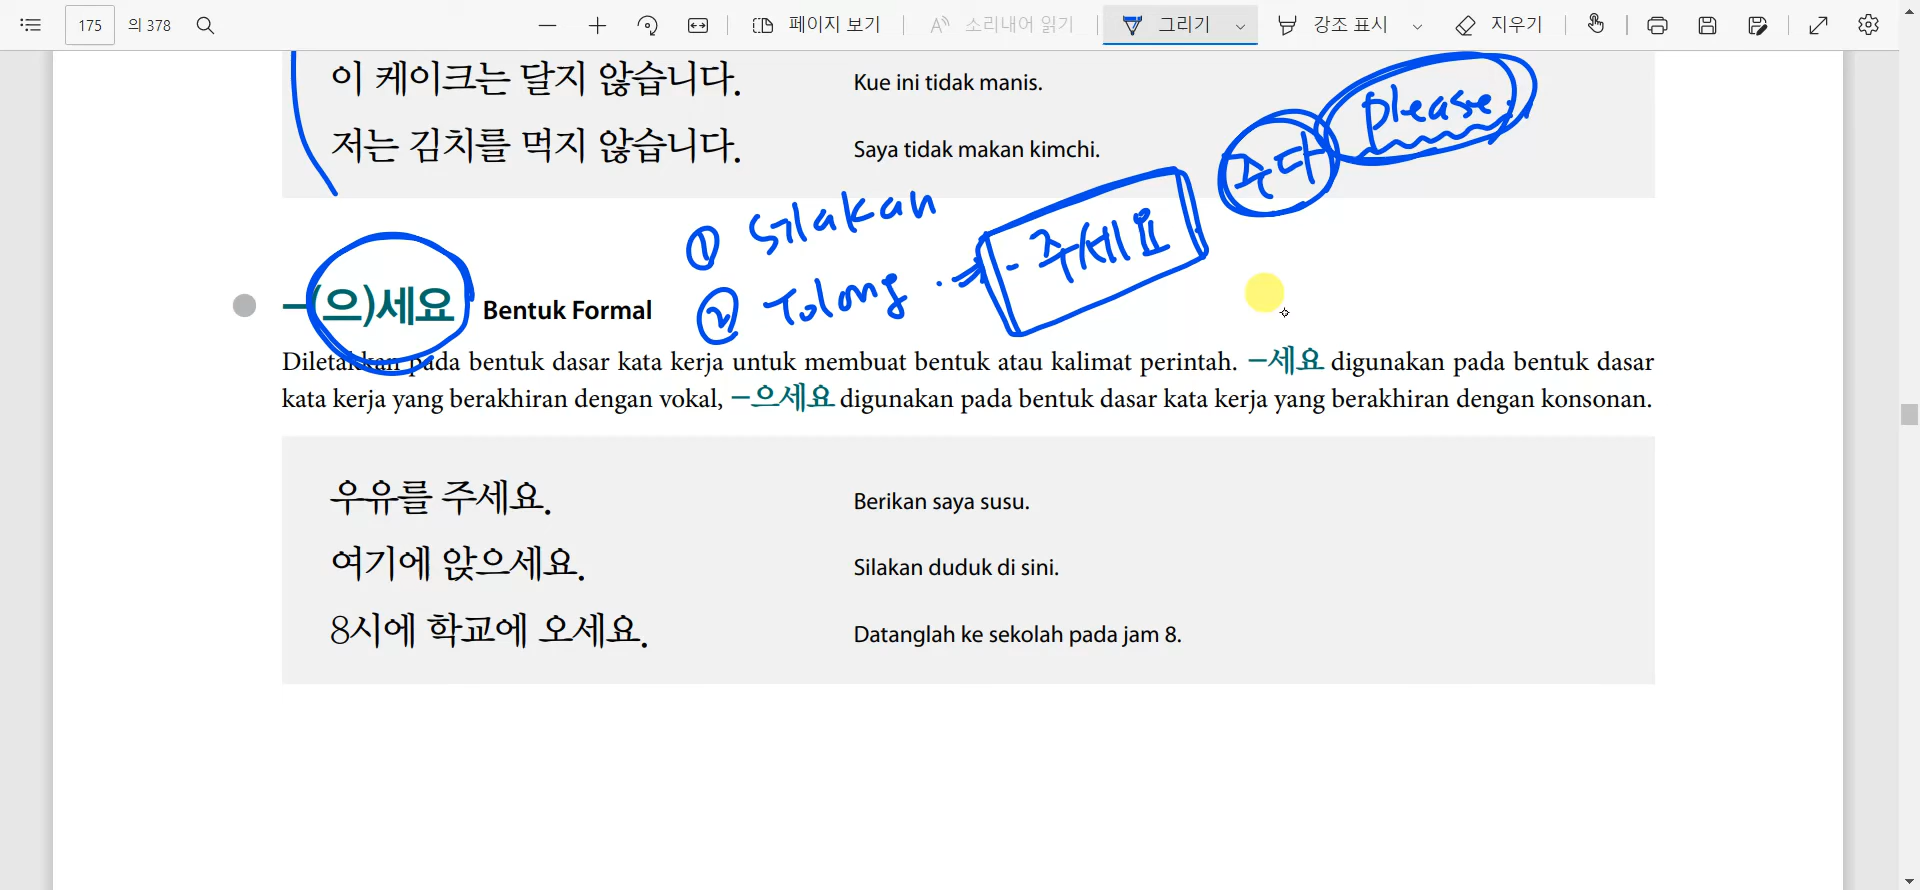 175 의 378 페이지 보기 소리내어 읽기 그리기 강조 표시 지우기
이 케이크는 달지 않습니다. Kue ini tidak manis.
저는 김치를 먹지 않습니다. Saya tidak makan kimchi.
주다 please
① Silakan
② Tolong → - 주세요
–(으)세요 Bentuk Formal
Diletakkan pada bentuk dasar kata kerja untuk membuat bentuk atau kalimat perintah. –세요 digunakan pada bentuk dasar
kata kerja yang berakhiran dengan vokal, –으세요 digunakan pada bentuk dasar kata kerja yang berakhiran dengan konsonan.
우유를 주세요. Berikan saya susu.
여기에 앉으세요. Silakan duduk di sini.
8시에 학교에 오세요. Datanglah ke sekolah pada jam 8.